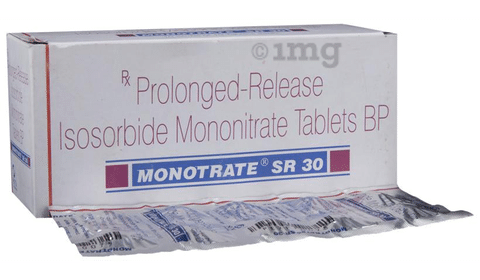 ©1mg
Rx Prolonged-Release
Isosorbide Mononitrate Tablets BP
MONOTRATE® SR 30